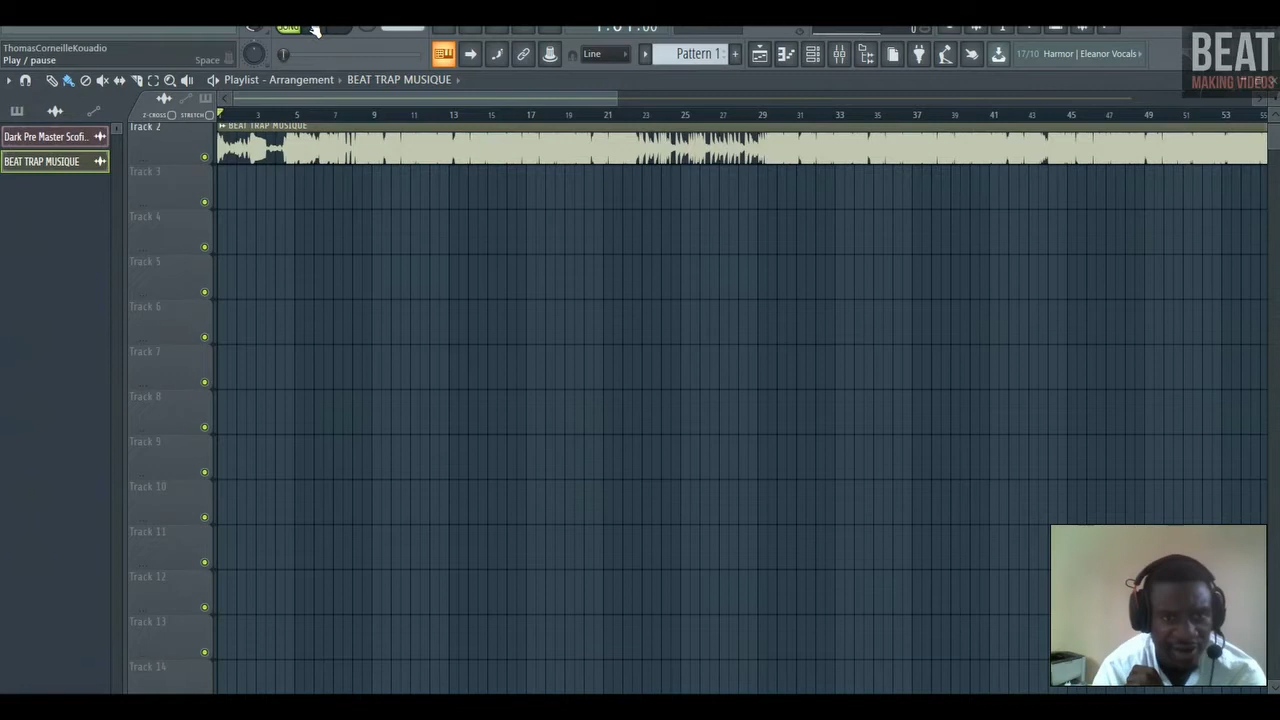 ThomasCorneilleKouadio
Play / pause
Space
Line
Pattern 1
17/10 Harmor | Eleanor Vocals
BEAT
MAKING VIDEOS
Playlist - Arrangement › BEAT TRAP MUSIQUE ›
Z-CROSS STRETCH
3 5 7 9 11 13 15 17 19 21 23 25 27 29 31 33 35 37 39 41 43 45 47 49 51 53 55
BEAT TRAP MUSIQUE
Dark Pre Master Scofi..
BEAT TRAP MUSIQUE
Track 2
Track 3
Track 4
Track 5
Track 6
Track 7
Track 8
Track 9
Track 10
Track 11
Track 12
Track 13
Track 14